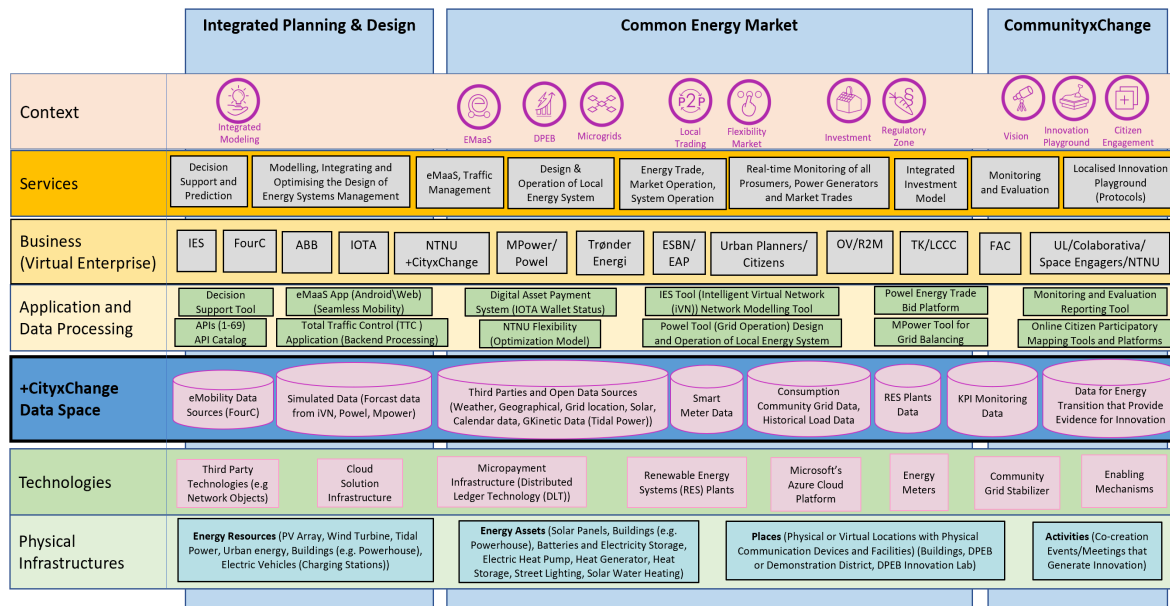 Integrated Planning & Design
Common Energy Market
CommunityxChange
Context
Integrated
Modeling
EMaaS
DPEB
Microgrids
P2P
Local
Trading
Flexibility
Market
Investment
Regulatory
Zone
Vision
Innovation
Playground
Citizen
Engagement
Services
Decision
Support and
Prediction
Modelling, Integrating and
Optimising the Design of
Energy Systems Management
eMaaS, Traffic
Management
Design &
Operation of Local
Energy System
Energy Trade,
Market Operation,
System Operation
Real-time Monitoring of all
Prosumers, Power Generators
and Market Trades
Integrated
Investment
Model
Monitoring
and Evaluation
Localised Innovation
Playground
(Protocols)
Business
(Virtual Enterprise)
IES
FourC
ABB
IOTA
NTNU
+CityxChange
MPower/
Powel
Trønder
Energi
ESBN/
EAP
Urban Planners/
Citizens
OV/R2M
TK/LCCC
FAC
UL/Colaborativa/
Space Engagers/NTNU
Application and
Data Processing
Decision
Support Tool
eMaaS App (Android\Web)
(Seamless Mobility)
Digital Asset Payment
System (IOTA Wallet Status)
IES Tool (Intelligent Virtual Network
(iVN)) Network Modelling Tool
Powel Energy Trade
Bid Platform
Monitoring and Evaluation
Reporting Tool
APIs (1-69)
API Catalog
Total Traffic Control (TTC )
Application (Backend Processing)
NTNU Flexibility
(Optimization Model)
Powel Tool (Grid Operation) Design
and Operation of Local Energy System
MPower Tool for
Grid Balancing
Online Citizen Participatory
Mapping Tools and Platforms
+CityxChange
Data Space
eMobility Data
Sources (FourC)
Simulated Data (Forcast data
from iVN, Powel, Mpower)
Third Parties and Open Data Sources
(Weather, Geographical, Grid location, Solar,
Calendar data, GKinetic Data (Tidal Power))
Smart
Meter Data
Consumption
Community Grid Data,
Historical Load Data
RES Plants
Data
KPI Monitoring
Data
Data for Energy
Transition that Provide
Evidence for Innovation
Technologies
Third Party
Technologies (e.g
Network Objects)
Cloud
Solution
Infrastructure
Micropayment
Infrastructure (Distributed
Ledger Technology (DLT))
Renewable Energy
Systems (RES) Plants
Microsoft's
Azure Cloud
Platform
Energy
Meters
Community
Grid Stabilizer
Enabling
Mechanisms
Physical
Infrastructures
Energy Resources (PV Array, Wind Turbine, Tidal
Power, Urban energy, Buildings (e.g. Powerhouse),
Electric Vehicles (Charging Stations))
Energy Assets (Solar Panels, Buildings (e.g.
Powerhouse), Batteries and Electricity Storage,
Electric Heat Pump, Heat Generator, Heat
Storage, Street Lighting, Solar Water Heating)
Places (Physical or Virtual Locations with Physical
Communication Devices and Facilities) (Buildings, DPEB
or Demonstration District, DPEB Innovation Lab)
Activities (Co-creation
Events/Meetings that
Generate Innovation)